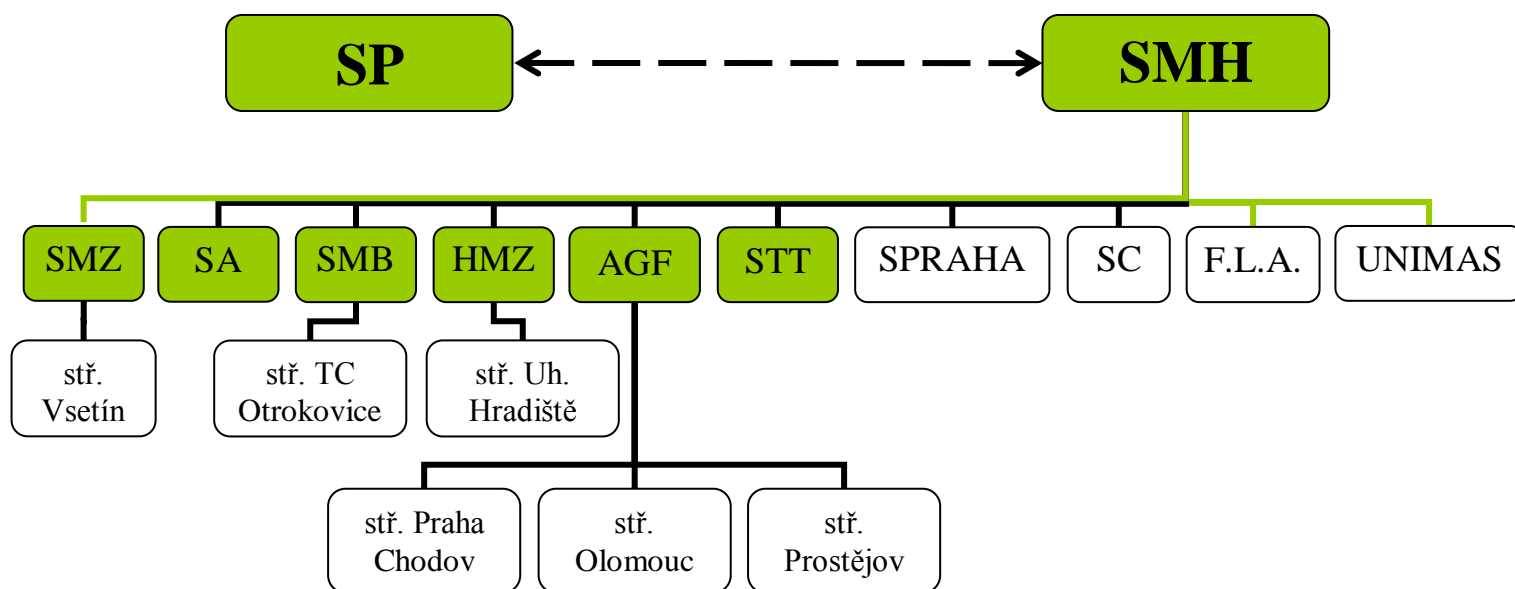 SP
SMH
SMZ
SA
SMB
HMZ
AGF
STT
SPRAHA
SC
F.L.A.
UNIMAS
stř.
Vsetín
stř. TC
Otrokovice
stř. Uh.
Hradiště
stř. Praha
Chodov
stř.
Olomouc
stř.
Prostějov